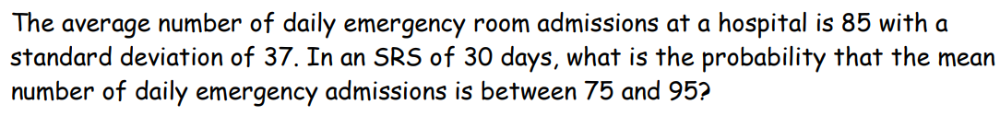 The average number of daily emergency room admissions at a hospital is 85 with a
standard deviation of 37. In an SRS of 30 days, what is the probability that the mean
number of daily emergency admissions is between 75 and 95?